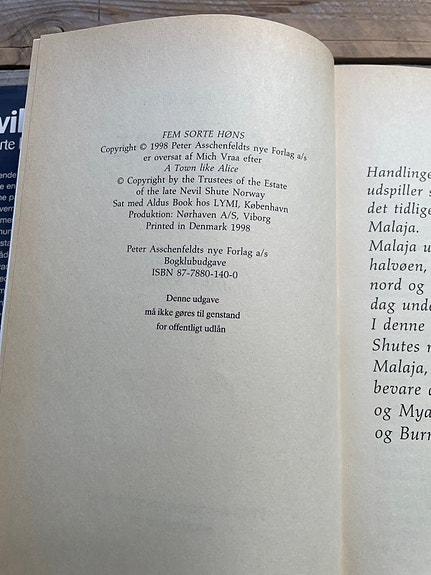 FEM SORTE HØNS
Copyright © 1998 Peter Asschenfeldts nye Forlag a/s
er oversat af Mich Vraa efter
A Town like Alice
© Copyright by the Trustees of the Estate
of the late Nevil Shute Norway
Sat med Aldus Book hos LYMI, København
Produktion: Nørhaven A/S, Viborg
Printed in Denmark 1998
Peter Asschenfeldts nye Forlag a/s
Bogklubudgave
ISBN 87-7880-140-0
Denne udgave
må ikke gøres til genstand
for offentligt udlån
Handlinge
udspiller s
det tidlige
Malaja.
Malaja u
halvøen,
nord og
dag unde
I denne
Shutes r
Malaja,
bevare
og Mya
og Burr